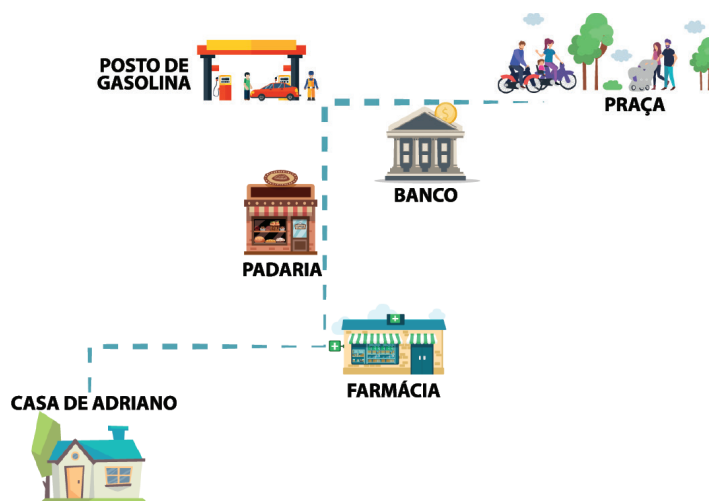 POSTO DE
GASOLINA
PRAÇA
BANCO
PADARIA
FARMÁCIA
CASA DE ADRIANO